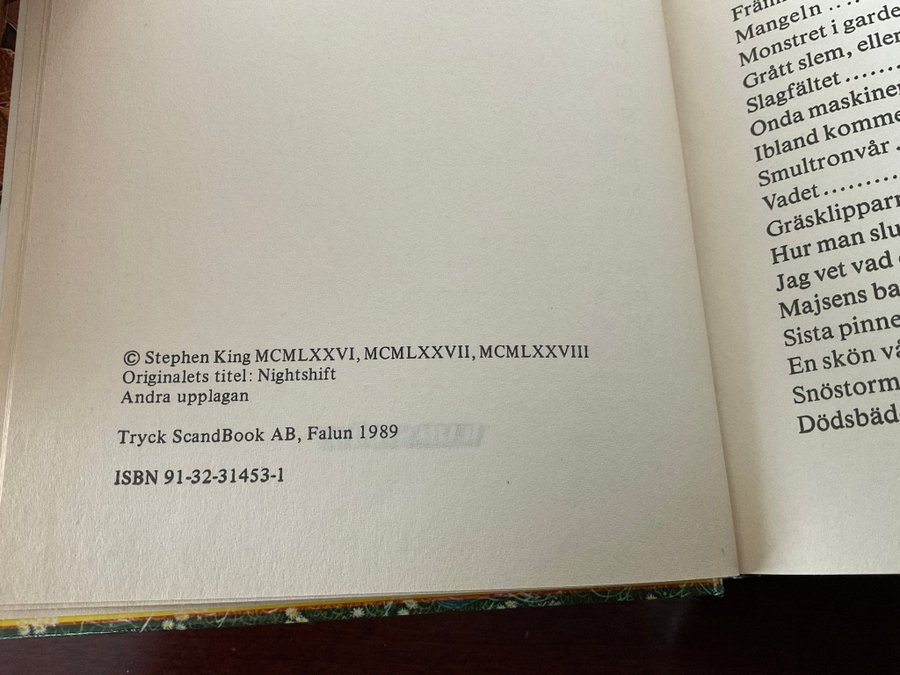 © Stephen King MCMLXXVI, MCMLXXVII, MCMLXXVIII
Originalets titel: Nightshift
Andra upplagan
Tryck ScandBook AB, Falun 1989
ISBN 91-32-31453-1
Mangeln ....
Monstret i garde
Grått slem, eller
Slagfältet .......
Onda maskiner
Ibland komme
Smultronvår .
Vadet.........
Gräsklipparn
Hur man slu
Jag vet vad
Majsens ba
Sista pinne
En skön vå
Snöstorm
Dödsbäd